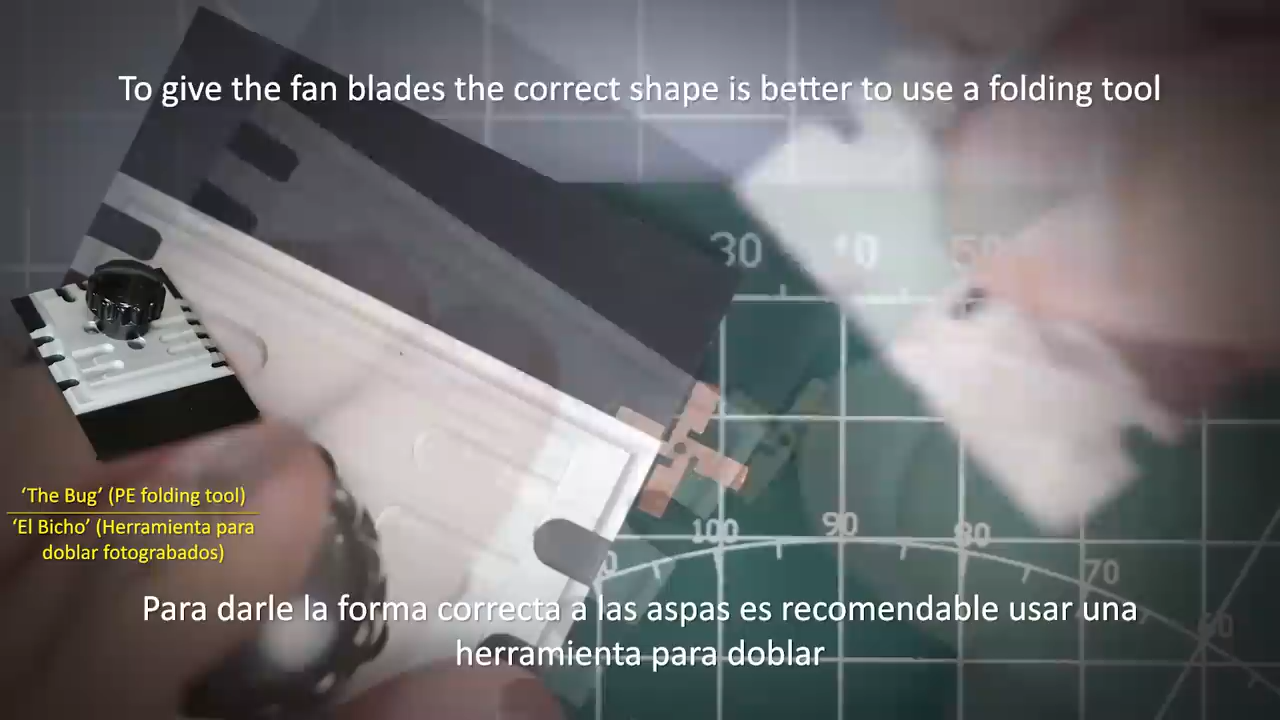 To give the fan blades the correct shape is better to use a folding tool
30
100
90
80
70
60
‘The Bug’ (PE folding tool)
‘El Bicho’ (Herramienta para
doblar fotograbados)
Para darle la forma correcta a las aspas es recomendable usar una
herramienta para doblar